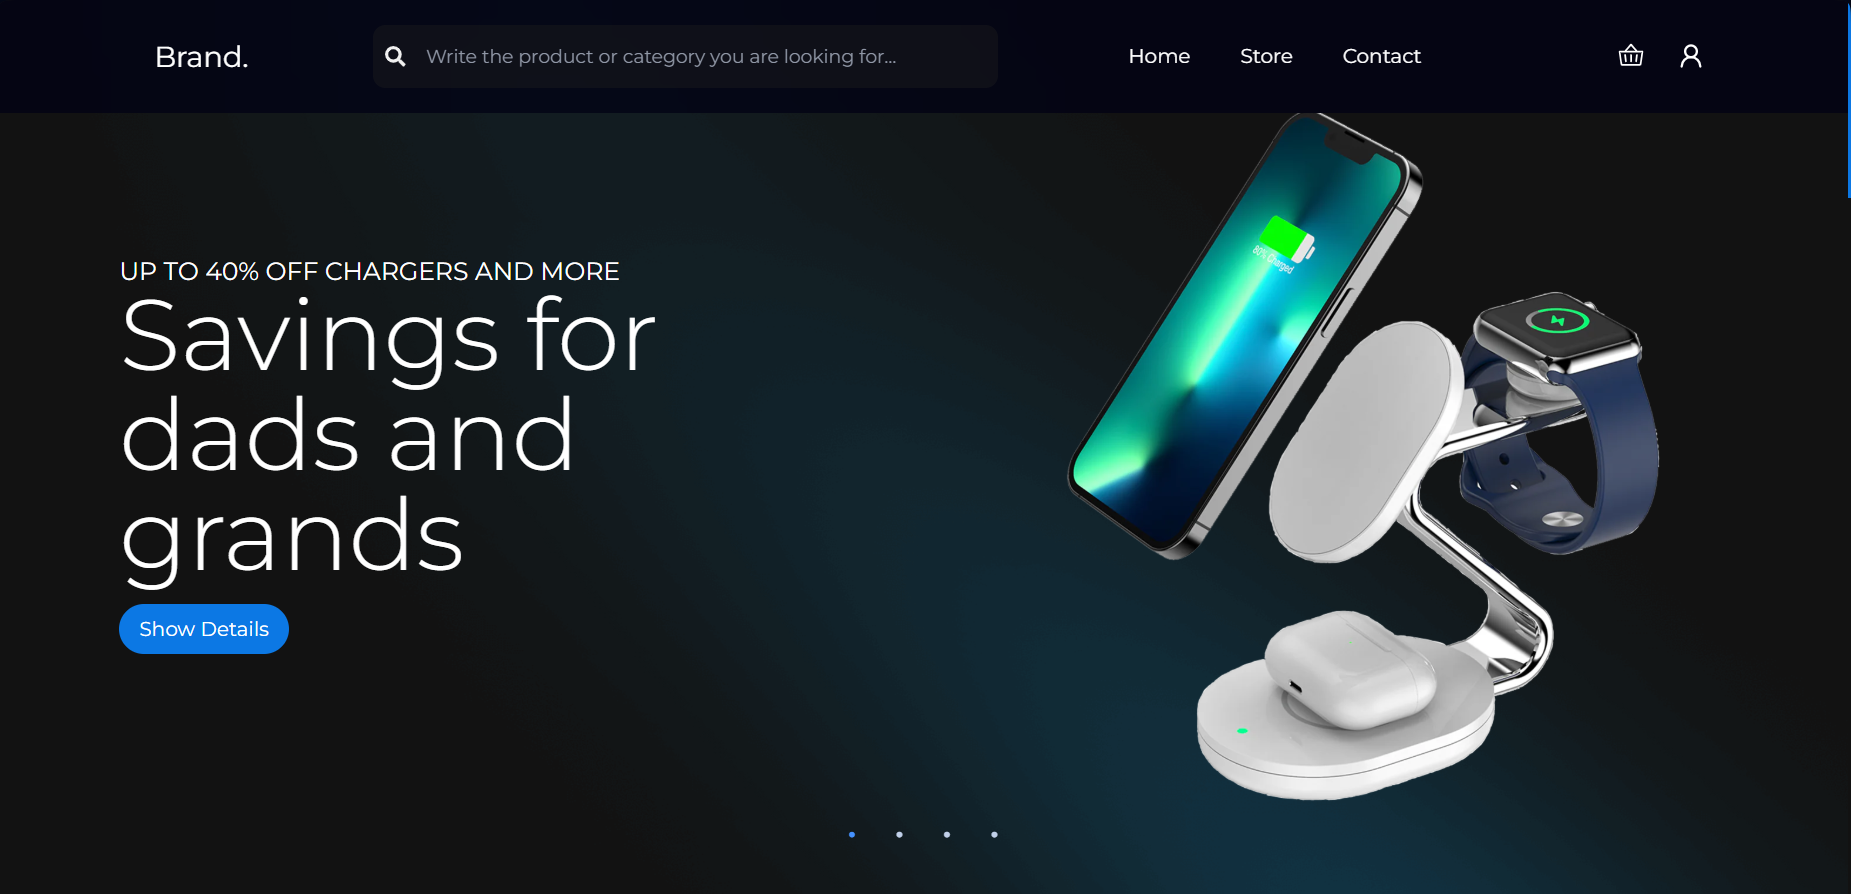 Brand.
Write the product or category you are looking for...
Home
Store
Contact
80% Charged
UP TO 40% OFF CHARGERS AND MORE
Savings for
dads and
grands
Show Details